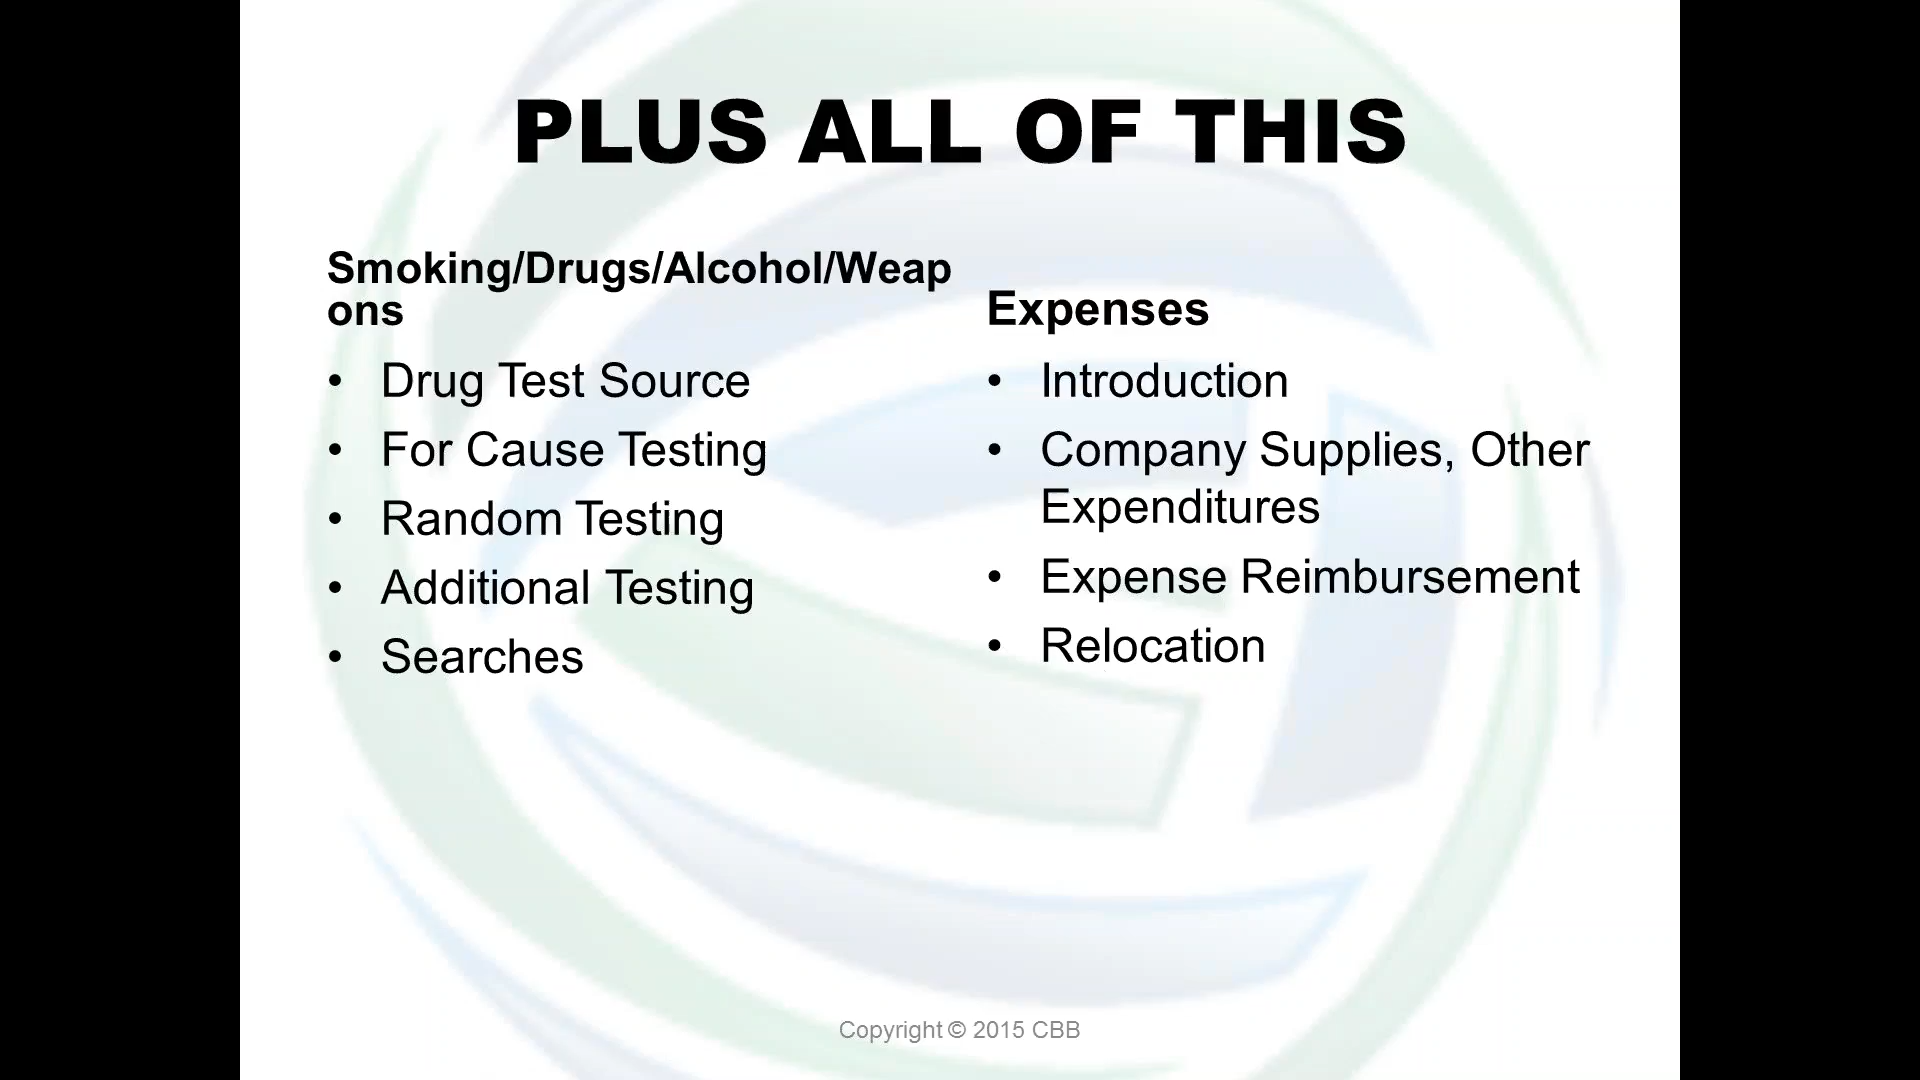 PLUS ALL OF THIS
Smoking/Drugs/Alcohol/Weap
ons
• Drug Test Source
• For Cause Testing
• Random Testing
• Additional Testing
• Searches
Expenses
• Introduction
• Company Supplies, Other
Expenditures
• Expense Reimbursement
• Relocation
Copyright © 2015 CBB